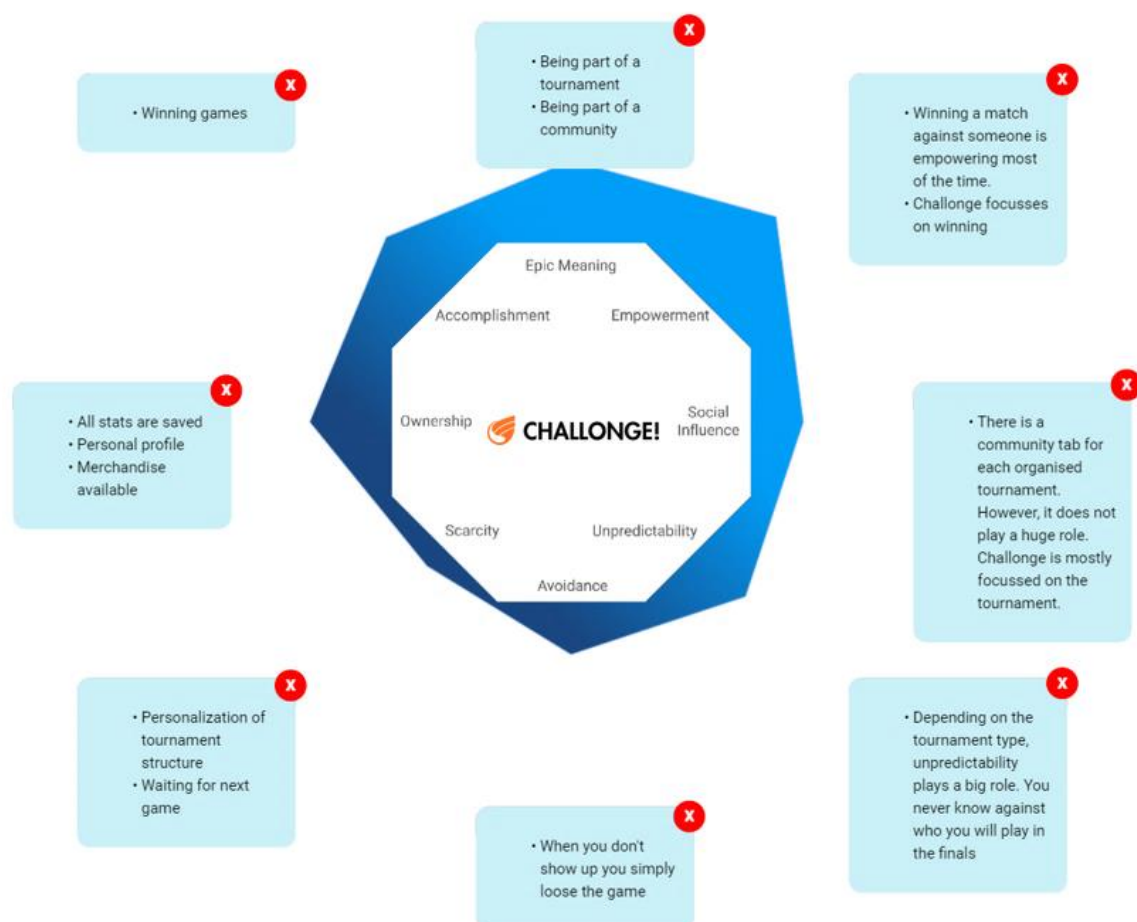 X
• Being part of a
tournament
• Being part of a
community
X
• Winning games
X
• Winning a match
against someone is
empowering most
of the time.
• Challonge focusses
on winning
Epic Meaning
Accomplishment
Empowerment
X
• All stats are saved
• Personal profile
• Merchandise
available
Ownership
CHALLONGE!
Social
Influence
X
• There is a
community tab for
each organised
tournament.
However, it does not
play a huge role.
Challonge is mostly
focussed on the
tournament.
Scarcity
Unpredictability
Avoidance
X
• Personalization of
tournament
structure
• Waiting for next
game
X
• When you don't
show up you simply
loose the game
X
• Depending on the
tournament type,
unpredictability
plays a big role. You
never know against
who you will play in
the finals